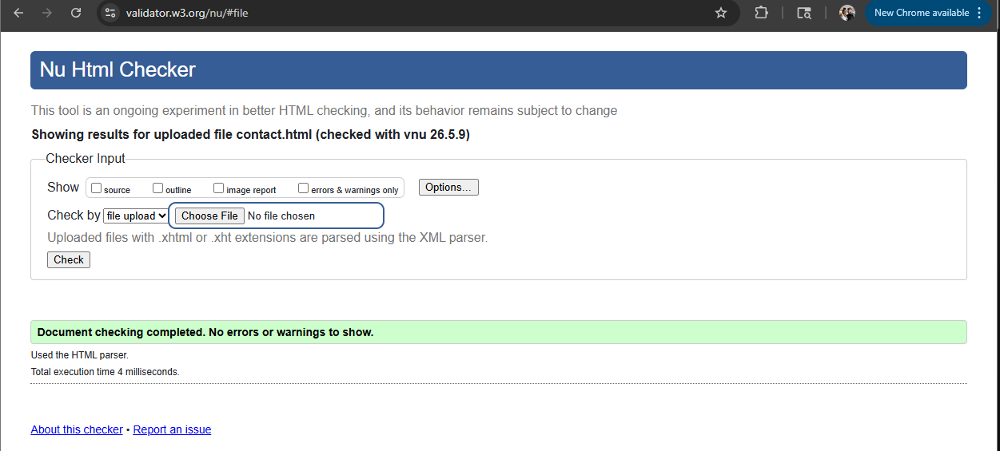 validator.w3.org/nu/#file
New Chrome available
Nu Html Checker
This tool is an ongoing experiment in better HTML checking, and its behavior remains subject to change
Showing results for uploaded file contact.html (checked with vnu 26.5.9)
Checker Input
Show source outline image report errors & warnings only Options...
Check by file upload Choose File No file chosen
Uploaded files with .xhtml or .xht extensions are parsed using the XML parser.
Check
Document checking completed. No errors or warnings to show.
Used the HTML parser.
Total execution time 4 milliseconds.
About this checker • Report an issue